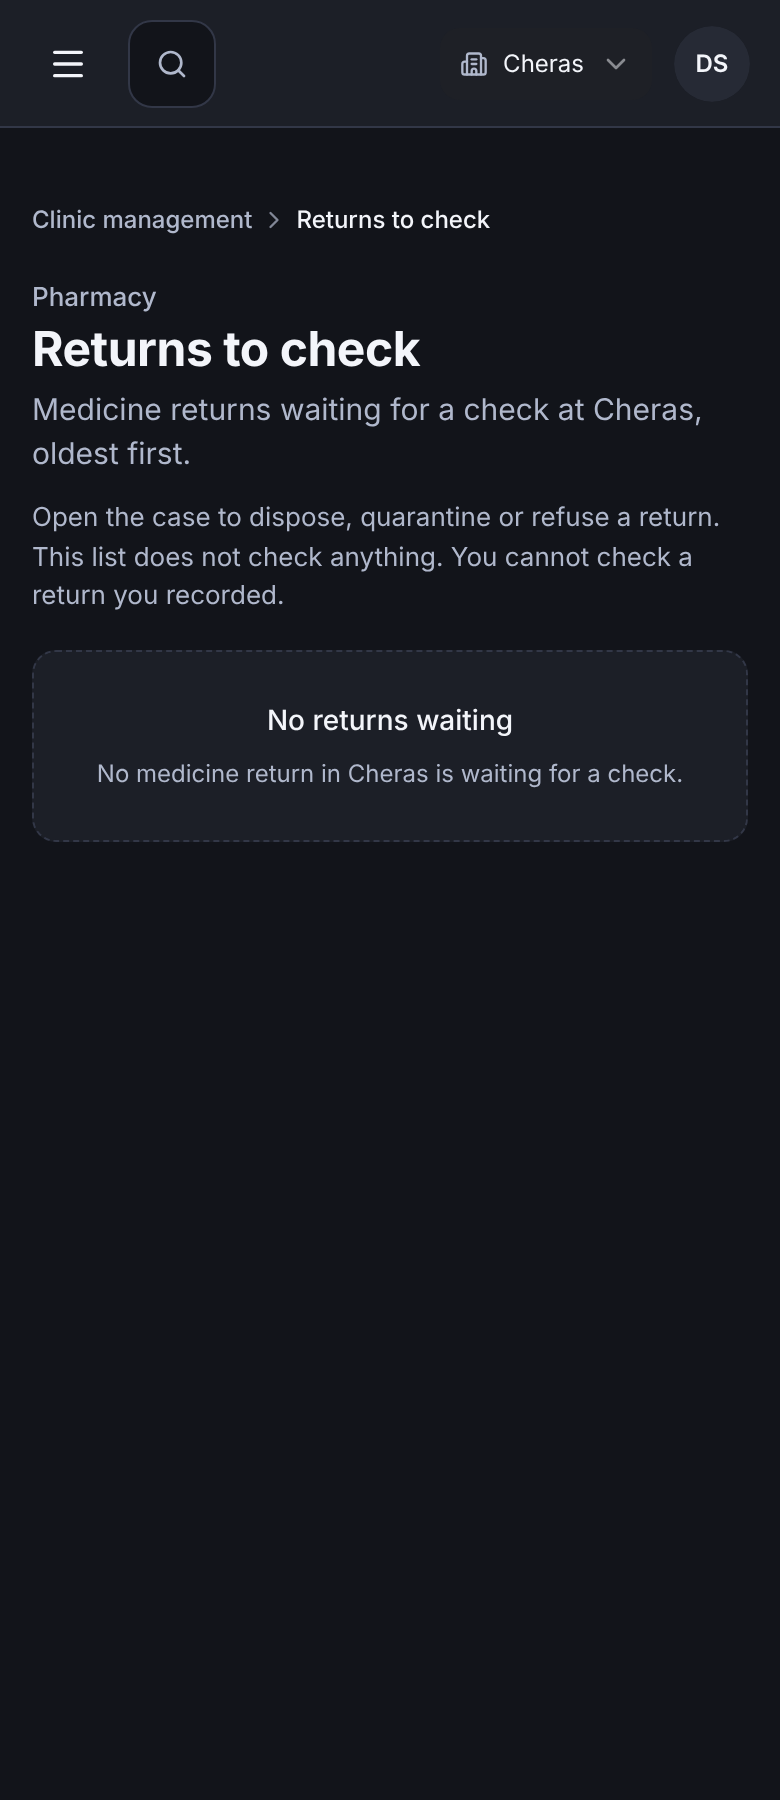 Cheras
DS
Clinic management
Returns to check
Pharmacy
Returns to check
Medicine returns waiting for a check at Cheras,
oldest first.
Open the case to dispose, quarantine or refuse a return.
This list does not check anything. You cannot check a
return you recorded.
No returns waiting
No medicine return in Cheras is waiting for a check.